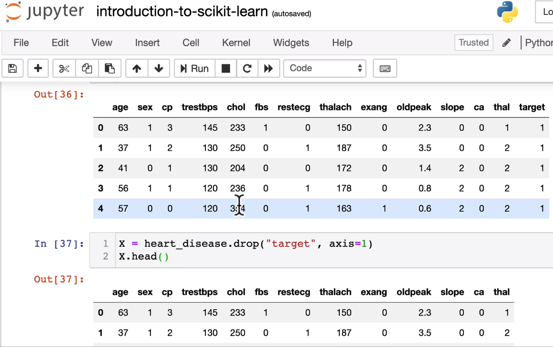 jupyter introduction-to-scikit-learn (autosaved)
File Edit View Insert Cell Kernel Widgets Help Trusted Python
Run Code
Out[36]:
age sex cp trestbps chol fbs restecg thalach exang oldpeak slope ca thal target
0 63 1 3 145 233 1 0 150 0 2.3 0 0 1 1
1 37 1 2 130 250 0 1 187 0 3.5 0 0 2 1
2 41 0 1 130 204 0 0 172 0 1.4 2 0 2 1
3 56 1 1 120 236 0 1 178 0 0.8 2 0 2 1
4 57 0 0 120 0 1 163 1 0.6 2 0 2 1
In [37]:
1 X = heart_disease.drop("target", axis=1)
2 X.head()
Out[37]:
age sex cp trestbps chol fbs restecg thalach exang oldpeak slope ca thal
0 63 1 3 145 233 1 0 150 0 2.3 0 0 1
1 37 1 2 130 250 0 1 187 0 3.5 0 0 2